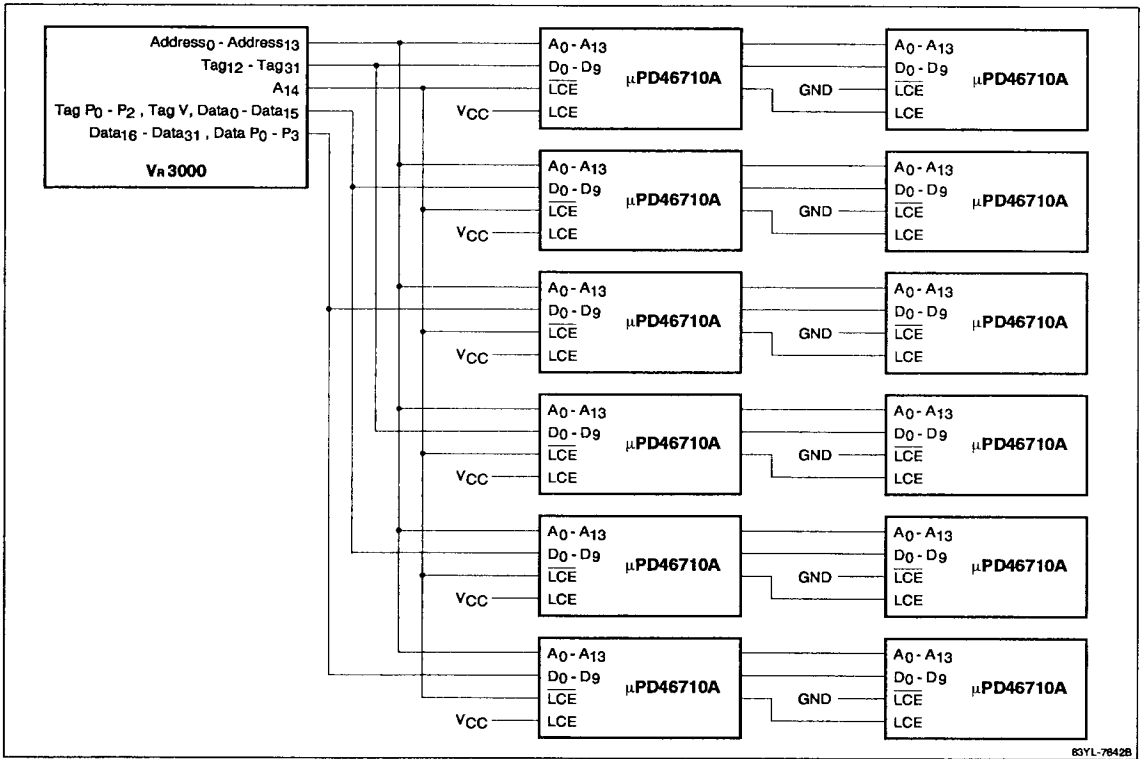 Address0 - Address13
Tag12 - Tag31
A14
Tag P0 - P2 , Tag V, Data0 - Data15
Data16 - Data31 , Data P0 - P3
VR3000
A0 - A13
D0 - D9
LCE
LCE
μPD46710A
VCC
A0 - A13
D0 - D9
LCE
LCE
μPD46710A
GND
A0 - A13
D0 - D9
LCE
LCE
μPD46710A
VCC
A0 - A13
D0 - D9
LCE
LCE
μPD46710A
GND
A0 - A13
D0 - D9
LCE
LCE
μPD46710A
VCC
A0 - A13
D0 - D9
LCE
LCE
μPD46710A
GND
A0 - A13
D0 - D9
LCE
LCE
μPD46710A
VCC
A0 - A13
D0 - D9
LCE
LCE
μPD46710A
GND
A0 - A13
D0 - D9
LCE
LCE
μPD46710A
VCC
A0 - A13
D0 - D9
LCE
LCE
μPD46710A
GND
A0 - A13
D0 - D9
LCE
LCE
μPD46710A
VCC
A0 - A13
D0 - D9
LCE
LCE
μPD46710A
GND
83YL-7642B